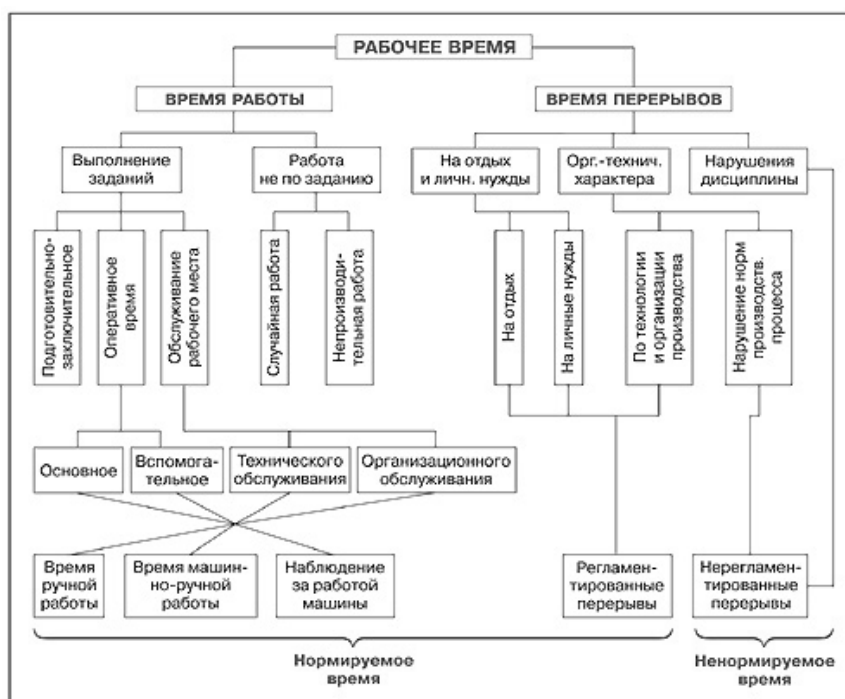 РАБОЧЕЕ ВРЕМЯ
ВРЕМЯ РАБОТЫ
ВРЕМЯ ПЕРЕРЫВОВ
Выполнение
заданий
Работа
не по заданию
На отдых
и личн. нужды
Орг.-технич.
характера
Нарушения
дисциплины
Подготовительно-
заключительное
Оперативное
время
Обслуживание
рабочего места
Случайная работа
Непроизводи-
тельная работа
На отдых
На личные нужды
По технологии
и организации
производства
Нарушение норм
производств.
процесса
Основное
Вспомога-
тельное
Технического
обслуживания
Организационного
обслуживания
Время
ручной
работы
Время машин-
но-ручной
работы
Наблюдение
за работой
машины
Регламен-
тированные
перерывы
Нерегламен-
тированные
перерывы
Нормируемое
время
Ненормируемое
время